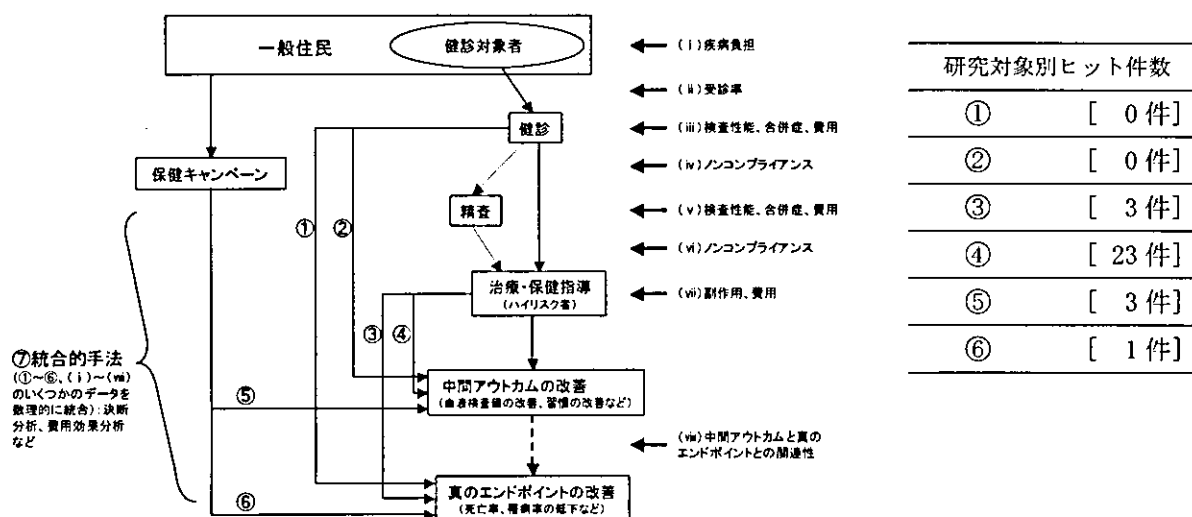 一般住民
健診対象者
(ⅰ)疾病負担
(ⅱ)受診率
健診
(ⅲ)検査性能、合併症、費用
保健キャンペーン
(ⅳ)ノンコンプライアンス
精査
(ⅴ)検査性能、合併症、費用
①
②
(ⅵ)ノンコンプライアンス
治療・保健指導
(ハイリスク者)
(ⅶ)副作用、費用
③
④
⑦統合的手法
(①~⑥、(ⅰ)~(ⅷ)
のいくつかのデータを
数理的に統合):決断
分析、費用効果分析
など
中間アウトカムの改善
(血液検査値の改善、習慣の改善など)
⑤
(ⅷ)中間アウトカムと真の
エンドポイントとの関連性
真のエンドポイントの改善
(死亡率、罹病率の低下など)
⑥
研究対象別ヒット件数
① [ 0件]
② [ 0件]
③ [ 3件]
④ [ 23件]
⑤ [ 3件]
⑥ [ 1件]